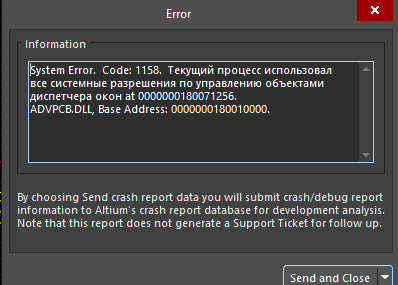 Error
Information
System Error.  Code: 1158.  Текущий процесс использовал
все системные разрешения по управлению объектами
диспетчера окон at 0000000180071256.
ADVPCB.DLL, Base Address: 0000000180010000.
By choosing Send crash report data you will submit crash/debug report
information to Altium's crash report database for development analysis.
Note that this report does not generate a Support Ticket for follow up.
Send and Close